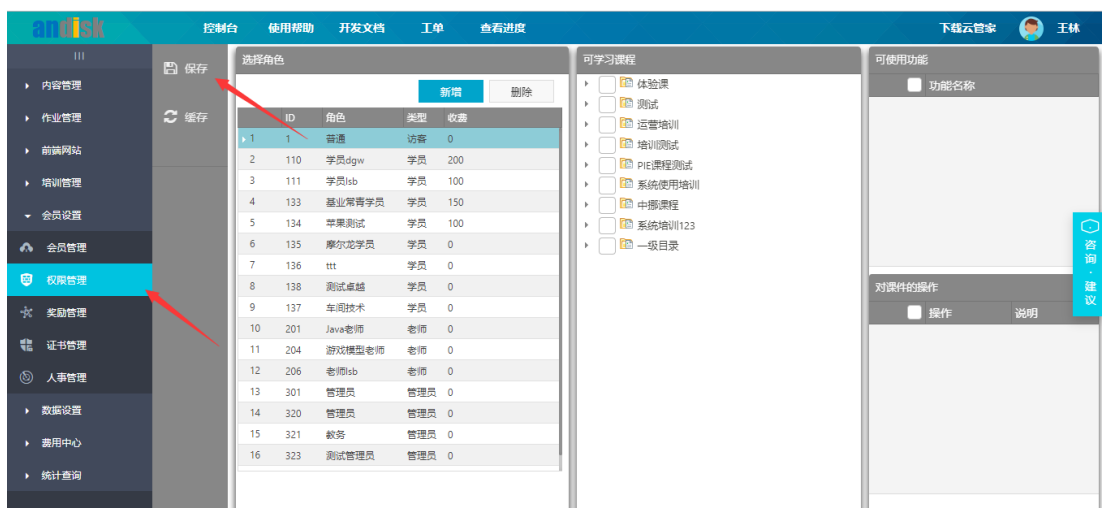 andisk
控制台 使用帮助 开发文档 工单 查看进度 下载云管家 王林
内容管理
作业管理
前端网站
培训管理
会员设置
会员管理
权限管理
奖励管理
证书管理
人事管理
数据设置
费用中心
统计查询
保存
缓存
选择角色
新增 删除
ID 角色 类型 收费
1 1 普通 访客 0
2 110 学员dgw 学员 200
3 111 学员lsb 学员 100
4 133 基业常青学员 学员 150
5 134 苹果测试 学员 100
6 135 摩尔龙学员 学员 0
7 136 ttt 学员 0
8 138 测试卓越 学员 0
9 137 车间技术 学员 0
10 201 Java老师 老师 0
11 204 游戏模型老师 老师 0
12 206 老师lsb 老师 0
13 301 管理员 管理员 0
14 320 管理员 管理员 0
15 321 教务 管理员 0
16 323 测试管理员 管理员 0
可学习课程
体验课
测试
运营培训
培训测试
PIE课程测试
系统使用培训
中挪课程
系统培训123
一级目录
可使用功能
功能名称
对课件的操作
操作 说明
咨询·建议